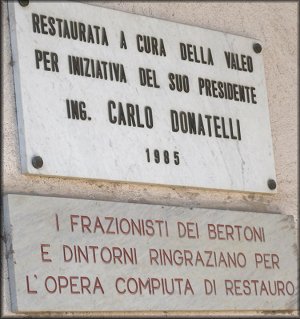 RESTAURATA A CURA DELLA VALEO
PER INIZIATIVA DEL SUO PRESIDENTE
ING. CARLO DONATELLI
1985
I FRAZIONISTI DEI BERTONI
E DINTORNI RINGRAZIANO PER
L'OPERA COMPIUTA DI RESTAURO